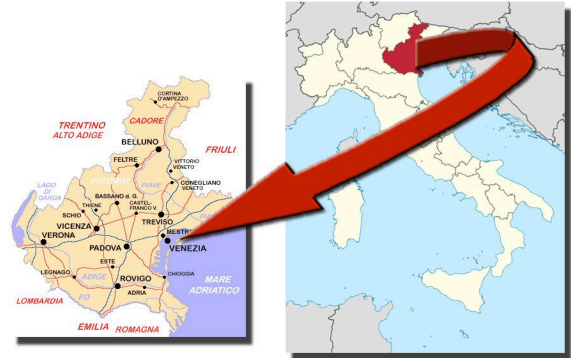 CORTINA
D'AMPEZZO
TRENTINO
ALTO ADIGE
CADORE
BELLUNO
FRIULI
FELTRE
VITTORIO
VENETO
DOLOMITI
PIAVE
CONEGLIANO
VENETO
LAGO
DI
GARDA
BASSANO d. G.
THIENE
CASTEL-
FRANCO V.
SCHIO
TREVISO
VICENZA
VERONA
MESTRE
PADOVA
VENEZIA
ESTE
LEGNAGO
ADIGE
CHIOGGIA
ROVIGO
MARE
ADRIATICO
ADRIA
LOMBARDIA
PO
EMILIA ROMAGNA